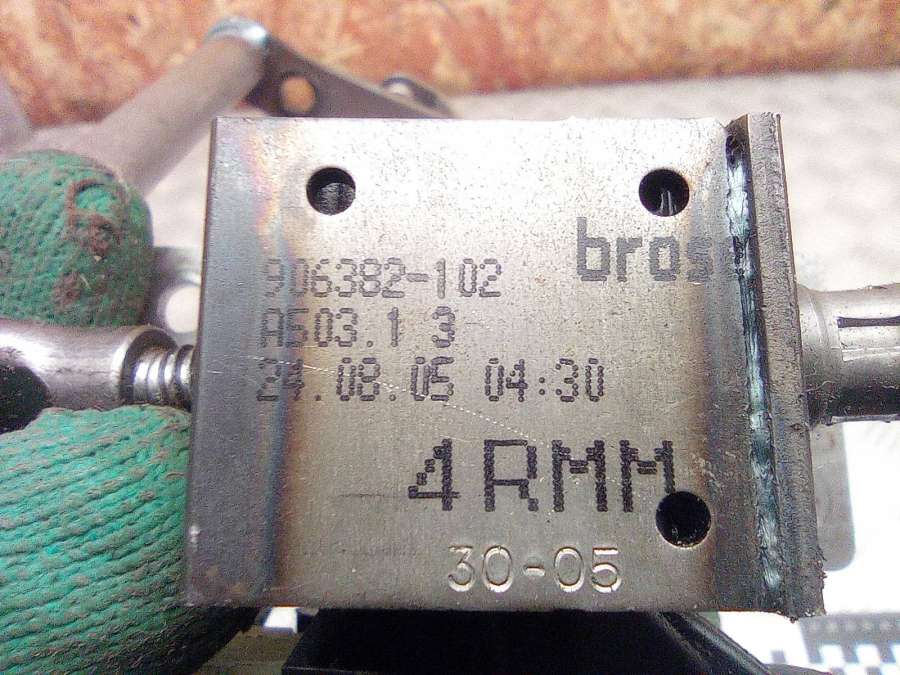 bros
906382-102
A503.1 3
24.08.05 04:30
4RMM
30-05